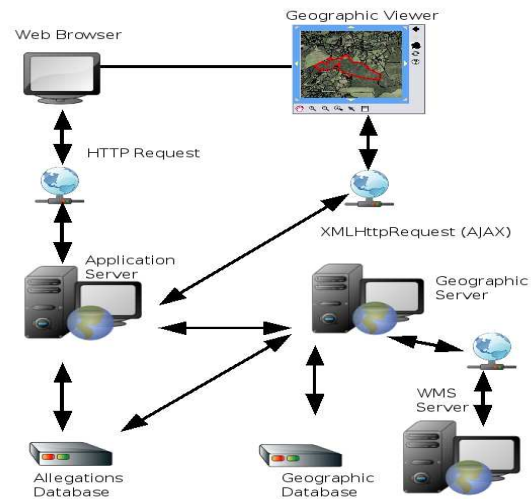 Geographic Viewer
Web Browser
HTTP Request
XMLHttpRequest (AJAX)
Application
Server
Geographic
Server
WMS
Server
Allegations
Database
Geographic
Database